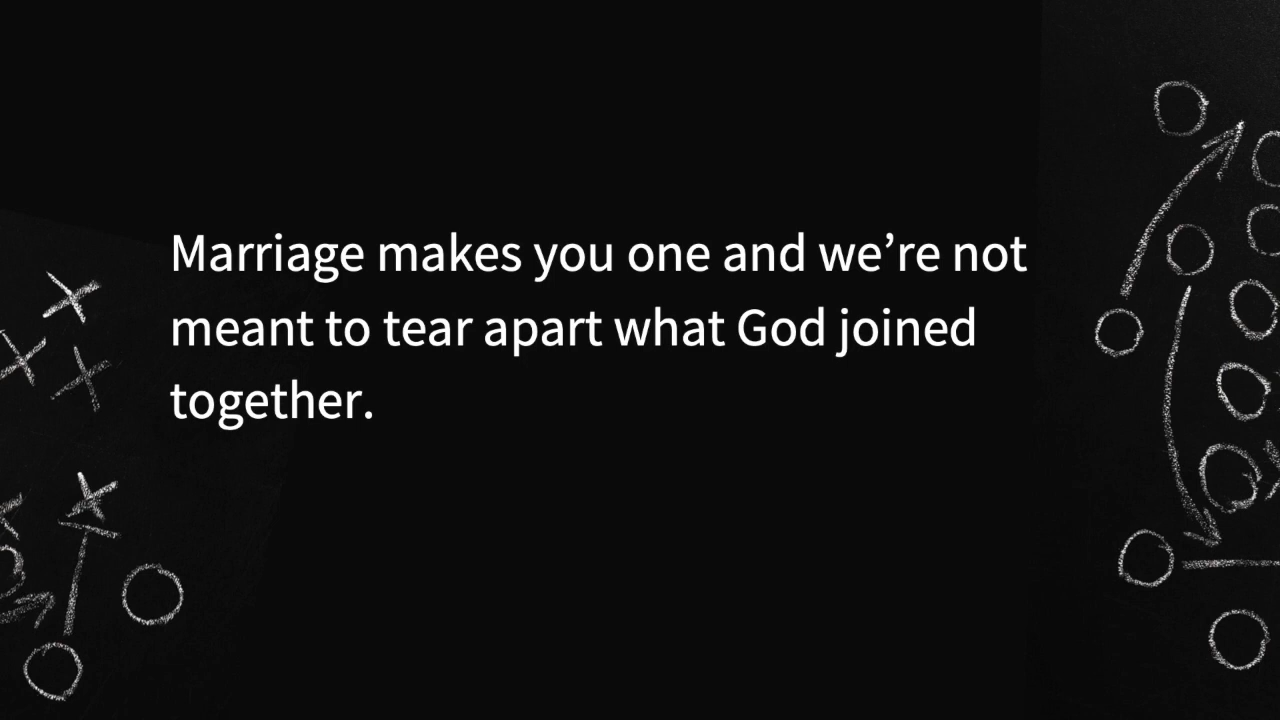 Marriage makes you one and we’re not
meant to tear apart what God joined
together.